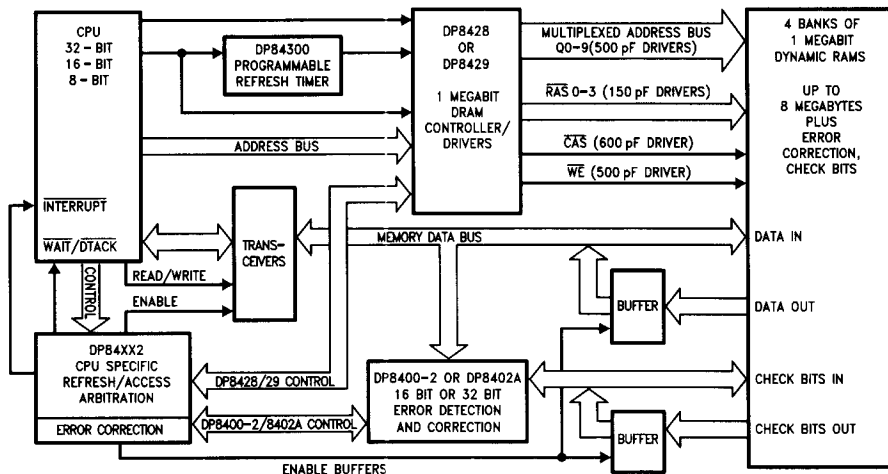 CPU
32-BIT
16-BIT
8-BIT
INTERRUPT
WAIT/DTACK
DP84300
PROGRAMMABLE
REFRESH TIMER
DP8428
OR
DP8429
1 MEGABIT
DRAM
CONTROLLER/
DRIVERS
MULTIPLEXED ADDRESS BUS
Q0-9(500 pF DRIVERS)
RAS 0-3 (150 pF DRIVERS)
CAS (600 pF DRIVER)
WE (500 pF DRIVER)
4 BANKS OF
1 MEGABIT
DYNAMIC RAMS
UP TO
8 MEGABYTES
PLUS
ERROR
CORRECTION,
CHECK BITS
ADDRESS BUS
TRANS-
CEIVERS
MEMORY DATA BUS
DATA IN
CONTROL
READ/WRITE
ENABLE
BUFFER
DATA OUT
DP84XX2
CPU SPECIFIC
REFRESH/ACCESS
ARBITRATION
ERROR CORRECTION
DP8428/29 CONTROL
DP8400-2/8402A CONTROL
DP8400-2 OR DP8402A
16 BIT OR 32 BIT
ERROR DETECTION
AND CORRECTION
CHECK BITS IN
BUFFER
CHECK BITS OUT
ENABLE BUFFERS